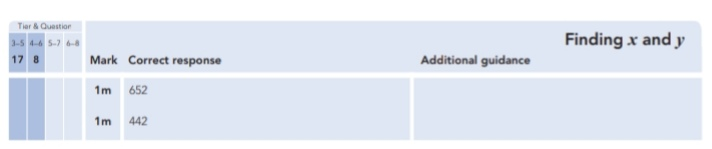 Tier & Question
3–5 4–6 5–7 6–8
17 8
Finding x and y
Mark Correct response Additional guidance
1m 652
1m 442